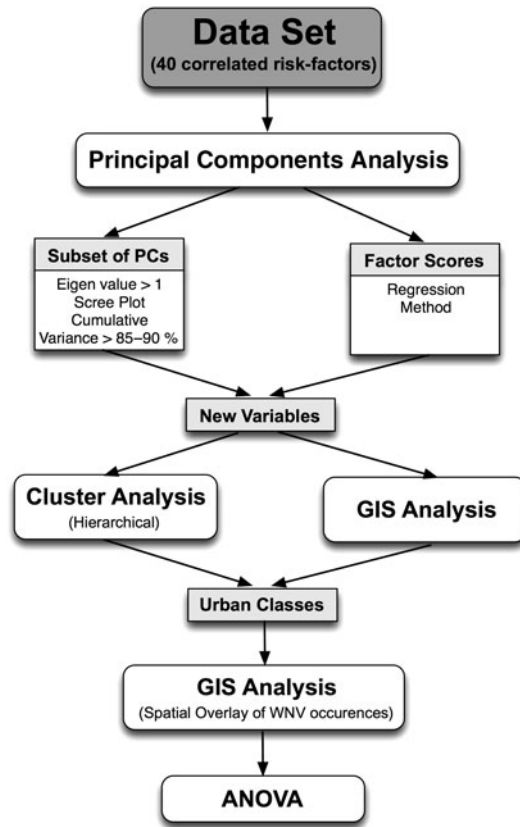 Data Set
(40 correlated risk-factors)
Principal Components Analysis
Subset of PCs
Eigen value > 1
Scree Plot
Cumulative
Variance > 85–90 %
Factor Scores
Regression
Method
New Variables
Cluster Analysis
(Hierarchical)
GIS Analysis
Urban Classes
GIS Analysis
(Spatial Overlay of WNV occurences)
ANOVA